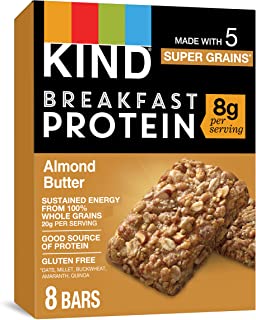 MADE WITH 5
SUPER GRAINS*
KIND
BREAKFAST
PROTEIN
8g
per
serving
Almond
Butter
SUSTAINED ENERGY
FROM 100%
WHOLE GRAINS
20g PER SERVING
GOOD SOURCE
OF PROTEIN
GLUTEN FREE
*OATS, MILLET, BUCKWHEAT,
AMARANTH, QUINOA
8 BARS